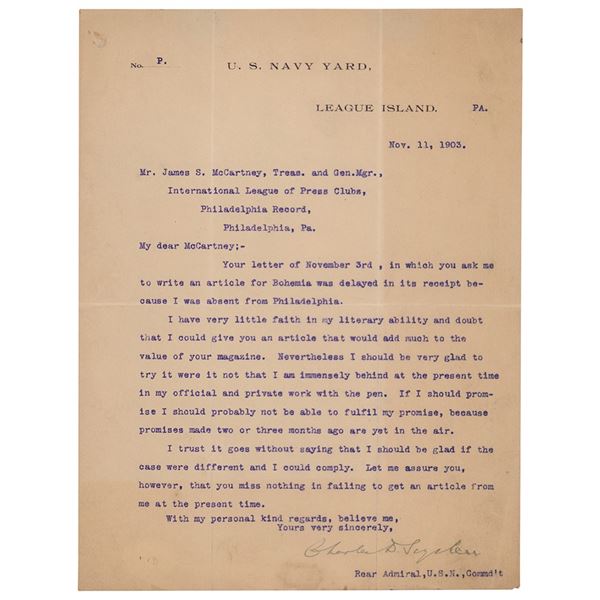 No. P. U. S. NAVY YARD,
LEAGUE ISLAND. PA.
Nov. 11, 1903.
Mr. James S. McCartney, Treas. and Gen.Mgr.,
International League of Press Clubs,
Philadelphia Record,
Philadelphia, Pa.
My dear McCartney;-
Your letter of November 3rd , in which you ask me
to write an article for Bohemia was delayed in its receipt be-
cause I was absent from Philadelphia.
I have very little faith in my literary ability and doubt
that I could give you an article that would add much to the
value of your magazine. Nevertheless I should be very glad to
try it were it not that I am immensely behind at the present time
in my official and private work with the pen. If I should prom-
ise I should probably not be able to fulfil my promise, because
promises made two or three months ago are yet in the air.
I trust it goes without saying that I should be glad if the
case were different and I could comply. Let me assure you,
however, that you miss nothing in failing to get an article from
me at the present time.
With my personal kind regards, believe me,
Yours very sincerely,
Charles D. Sigsbee
Rear Admiral,U.S.N.,Commd't